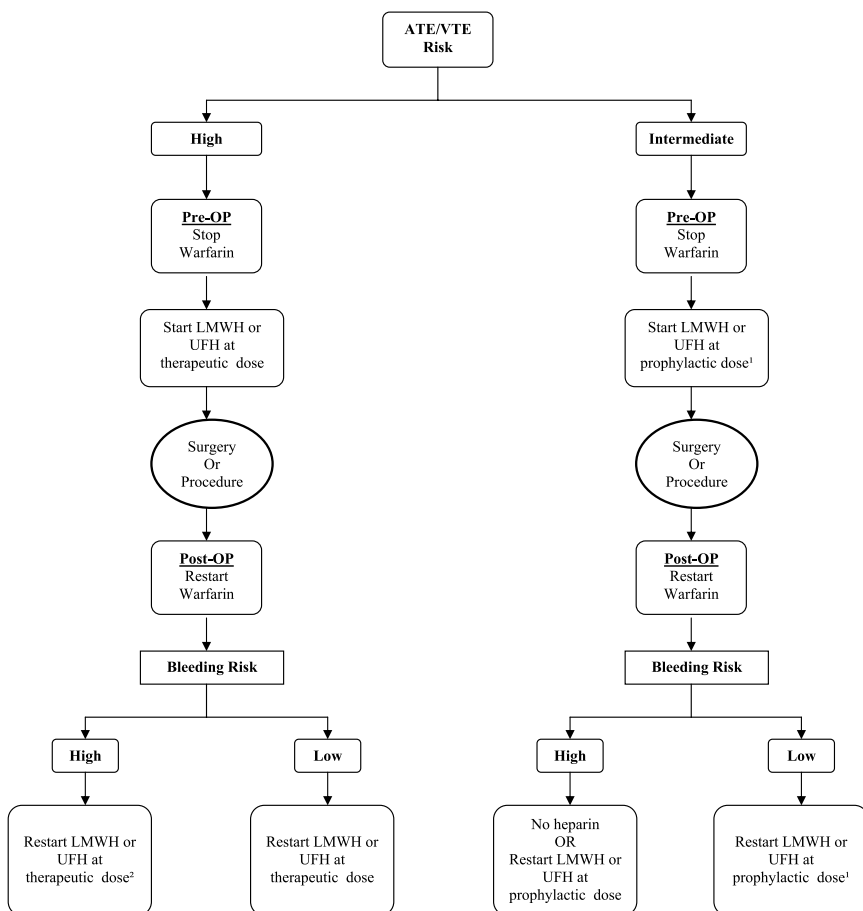 ATE/VTE
Risk
High
Intermediate
Pre-OP
Stop
Warfarin
Pre-OP
Stop
Warfarin
Start LMWH or
UFH at
therapeutic dose
Start LMWH or
UFH at
prophylactic dose¹
Surgery
Or
Procedure
Surgery
Or
Procedure
Post-OP
Restart
Warfarin
Post-OP
Restart
Warfarin
Bleeding Risk
Bleeding Risk
High
Low
High
Low
Restart LMWH or
UFH at
therapeutic dose²
Restart LMWH or
UFH at
therapeutic dose
No heparin
OR
Restart LMWH or
UFH at
prophylactic dose
Restart LMWH or
UFH at
prophylactic dose¹